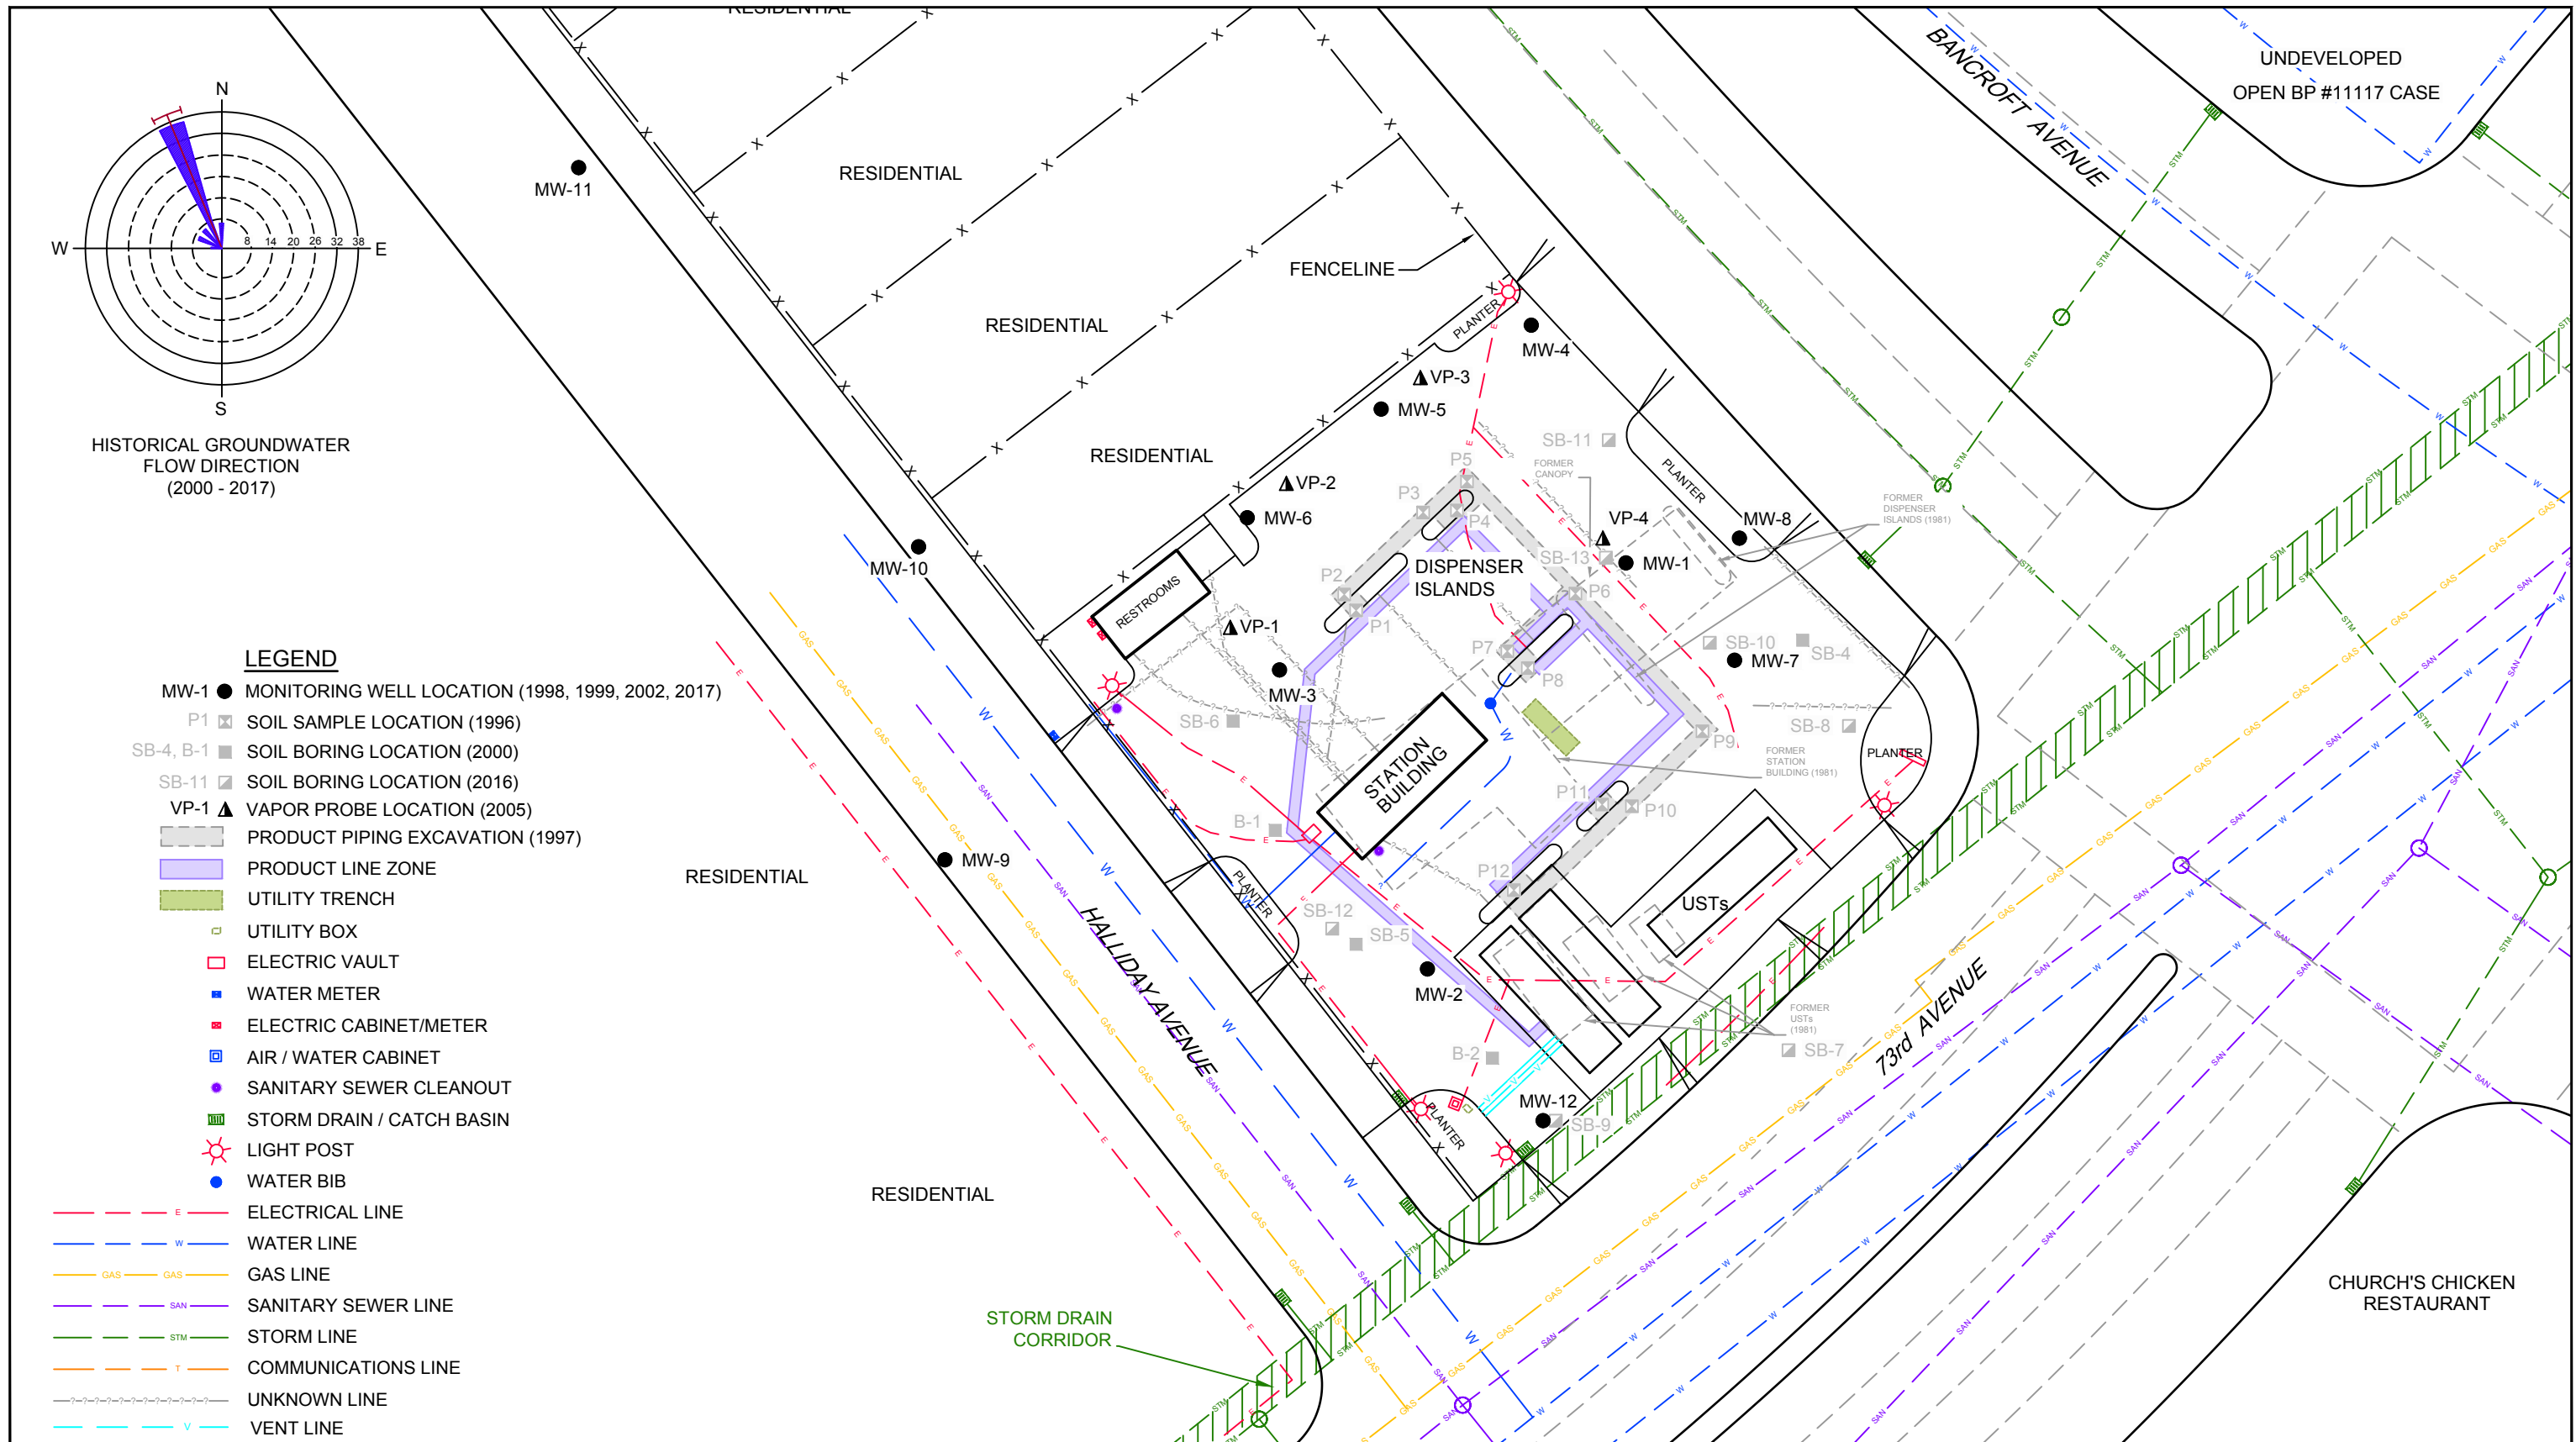 RESIDENTIAL
BANCROFT AVENUE
UNDEVELOPED
OPEN BP #11117 CASE
N
W
E
S
8 14 20 26 32 38
HISTORICAL GROUNDWATER
FLOW DIRECTION
(2000 - 2017)
MW-11
RESIDENTIAL
FENCELINE
RESIDENTIAL
PLANTER
MW-4
VP-3
MW-5
RESIDENTIAL
SB-11
P5
FORMER
CANOPY
PLANTER
VP-2
P3
P4
MW-6
FORMER
DISPENSER
ISLANDS (1981)
VP-4
MW-8
MW-10
SB-13
MW-1
DISPENSER
ISLANDS
P2
P6
P1
RESTROOMS
VP-1
P7
P8
SB-10
SB-4
MW-7
MW-3
SB-6
SB-8
P9
PLANTER
FORMER
STATION
BUILDING (1981)
STATION
BUILDING
P11
P10
B-1
MW-9
RESIDENTIAL
PLANTER
P12
USTs
SB-12
SB-5
HALLIDAY AVENUE
MW-2
FORMER
USTs
(1981)
SB-7
73rd AVENUE
B-2
MW-12
SB-9
PLANTER
RESIDENTIAL
STORM DRAIN
CORRIDOR
CHURCH'S CHICKEN
RESTAURANT
LEGEND
MW-1 MONITORING WELL LOCATION (1998, 1999, 2002, 2017)
P1 SOIL SAMPLE LOCATION (1996)
SB-4, B-1 SOIL BORING LOCATION (2000)
SB-11 SOIL BORING LOCATION (2016)
VP-1 VAPOR PROBE LOCATION (2005)
PRODUCT PIPING EXCAVATION (1997)
PRODUCT LINE ZONE
UTILITY TRENCH
UTILITY BOX
ELECTRIC VAULT
WATER METER
ELECTRIC CABINET/METER
AIR / WATER CABINET
SANITARY SEWER CLEANOUT
STORM DRAIN / CATCH BASIN
LIGHT POST
WATER BIB
E ELECTRICAL LINE
W WATER LINE
GAS GAS GAS LINE
SAN SANITARY SEWER LINE
STM STORM LINE
T COMMUNICATIONS LINE
?-?-?-?-?-?-?-?-?-?-?-? UNKNOWN LINE
V VENT LINE